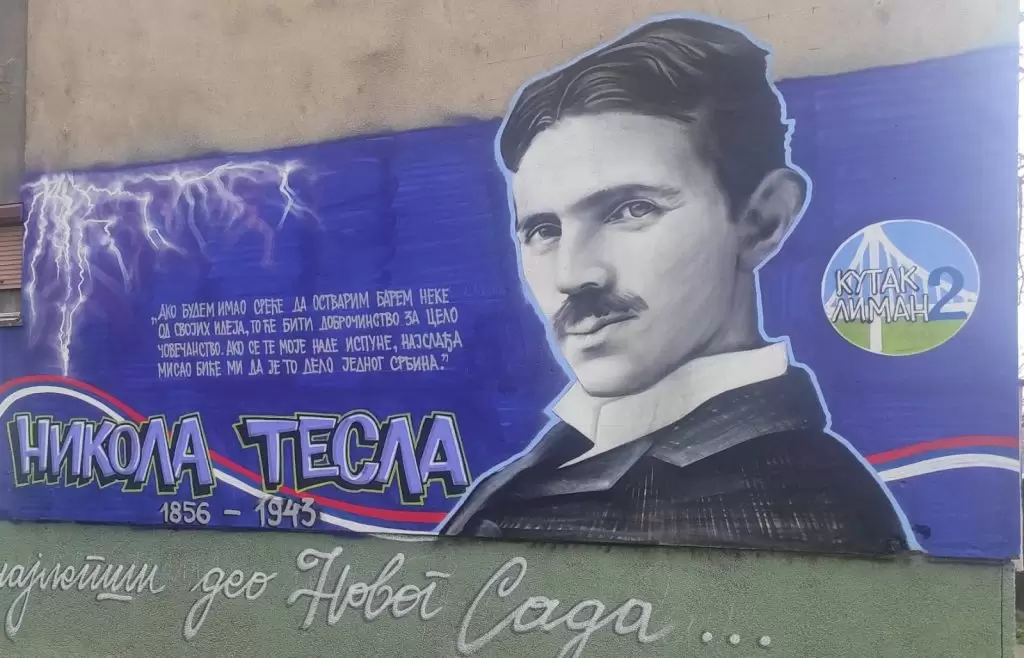 „АКО БУДЕМ ИМАО СРЕЋЕ ДА ОСТВАРИМ БАРЕМ НЕКЕ
ОД СВОЈИХ ИДЕЈА, ТО ЋЕ БИТИ ДОБРОЧИНСТВО ЗА ЦЕЛО
ЧОВЕЧАНСТВО. АКО СЕ ТЕ МОЈЕ НАДЕ ИСПУНЕ, НАЈСЛАЂА
МИСАО БИЋЕ МИ ДА ЈЕ ТО ДЕЛО ЈЕДНОГ СРБИНА."
НИКОЛА ТЕСЛА
1856 - 1943
КУТАК
ЛИМАН 2
најлепши део Новог Сада ...